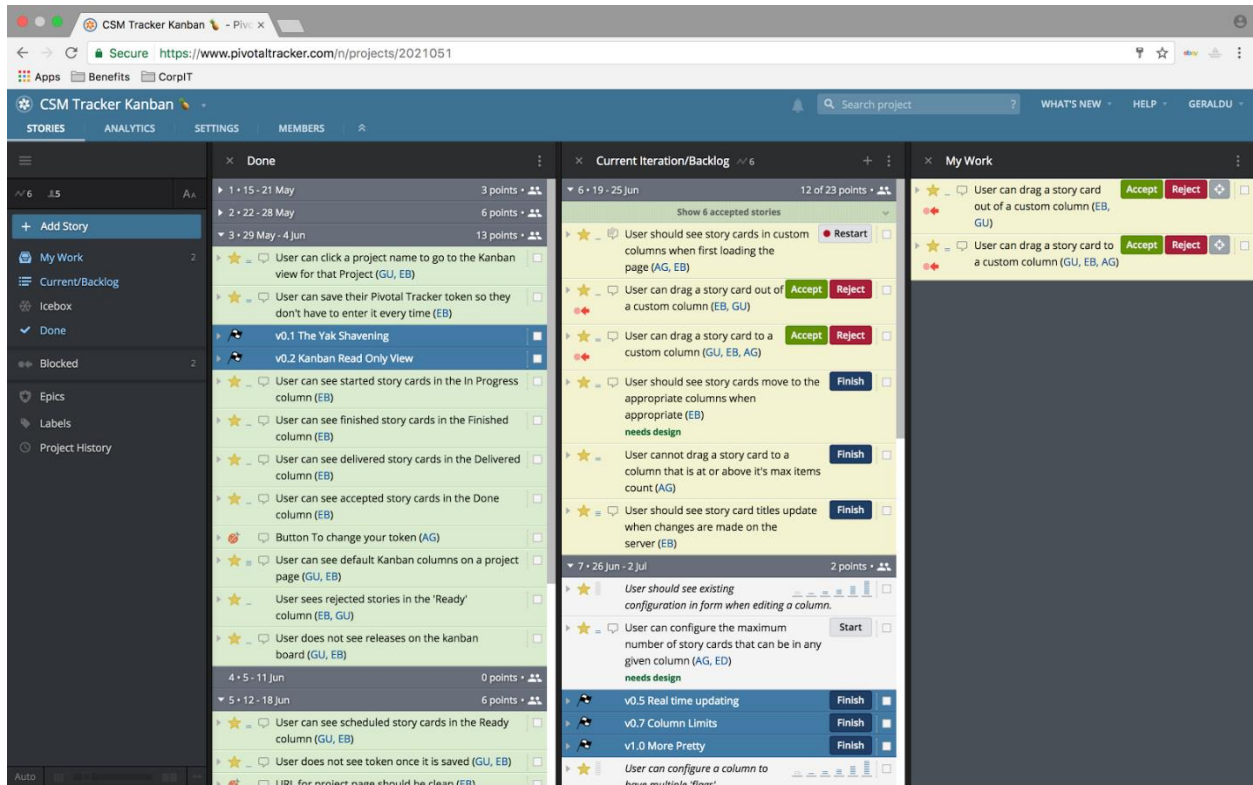 CSM Tracker Kanban - Pivo
Secure https://www.pivotaltracker.com/n/projects/2021051
Apps Benefits CorpIT
CSM Tracker Kanban
Search project ?
WHAT'S NEW HELP GERALDU
STORIES ANALYTICS SETTINGS MEMBERS
6 5 AA
+ Add Story
My Work 2
Current/Backlog
Icebox
Done
Blocked 2
Epics
Labels
Project History
Auto
Done
1 • 15 - 21 May 3 points •
2 • 22 - 28 May 6 points •
3 • 29 May - 4 Jun 13 points •
User can click a project name to go to the Kanban
view for that Project (GU, EB)
User can save their Pivotal Tracker token so they
don't have to enter it every time (EB)
v0.1 The Yak Shavening
v0.2 Kanban Read Only View
User can see started story cards in the In Progress
column (EB)
User can see finished story cards in the Finished
column (EB)
User can see delivered story cards in the Delivered
column (EB)
User can see accepted story cards in the Done
column (EB)
Button To change your token (AG)
User can see default Kanban columns on a project
page (GU, EB)
User sees rejected stories in the 'Ready'
column (EB, GU)
User does not see releases on the kanban
board (GU, EB)
4 • 5 - 11 Jun 0 points •
5 • 12 - 18 Jun 6 points •
User can see scheduled story cards in the Ready
column (GU, EB)
User does not see token once it is saved (GU, EB)
URL for project page should be clean (EB)
Current Iteration/Backlog 6
6 • 19 - 25 Jun 12 of 23 points •
Show 6 accepted stories
User should see story cards in custom Restart
columns when first loading the
page (AG, EB)
User can drag a story card out of Accept Reject
a custom column (EB, GU)
User can drag a story card to a Accept Reject
custom column (GU, EB, AG)
User should see story cards move to the Finish
appropriate columns when
appropriate (EB)
needs design
User cannot drag a story card to a Finish
column that is at or above it's max items
count (AG)
User should see story card titles update Finish
when changes are made on the
server (EB)
7 • 26 Jun - 2 Jul 2 points •
User should see existing
configuration in form when editing a column.
User can configure the maximum Start
number of story cards that can be in any
given column (AG, ED)
needs design
v0.5 Real time updating Finish
v0.7 Column Limits Finish
v1.0 More Pretty Finish
User can configure a column to
have multiple 'flags'
My Work
User can drag a story card Accept Reject
out of a custom column (EB,
GU)
User can drag a story card to Accept Reject
a custom column (GU, EB, AG)